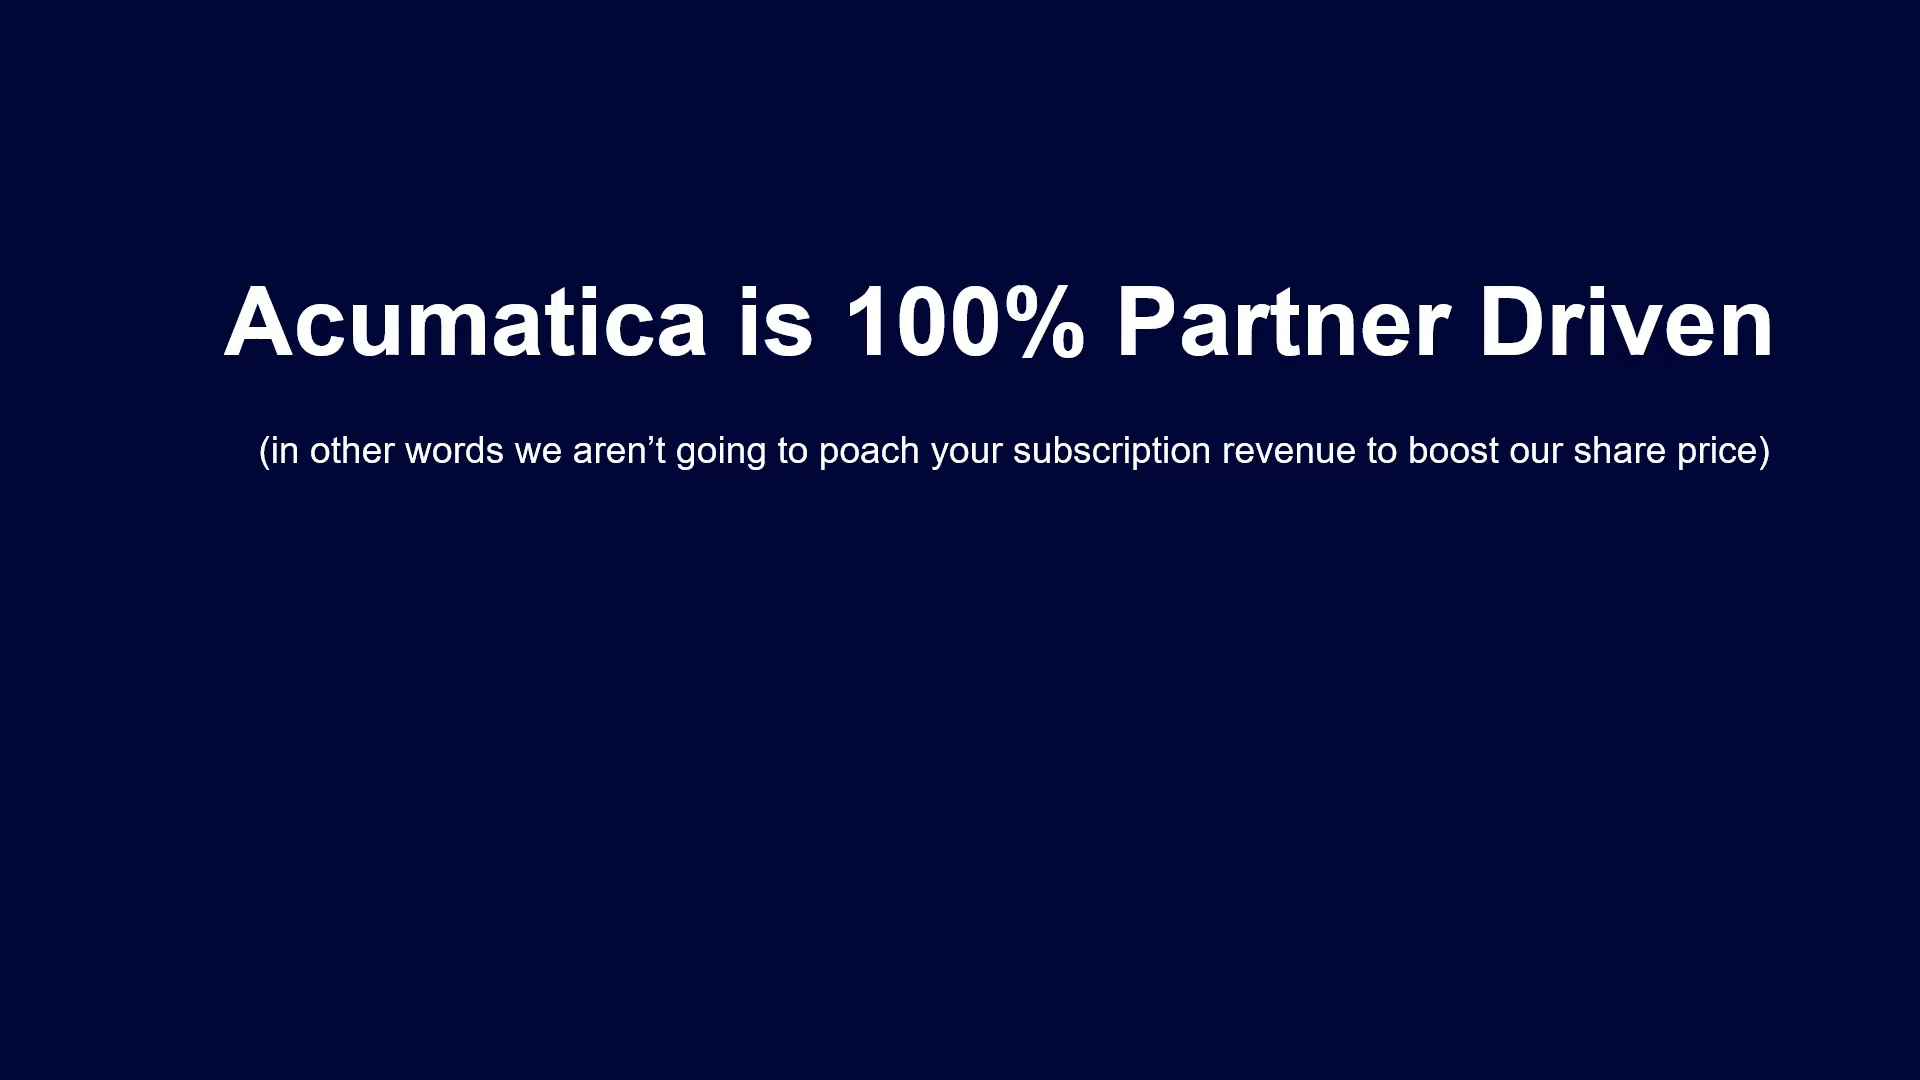 Acumatica is 100% Partner Driven
(in other words we aren’t going to poach your subscription revenue to boost our share price)